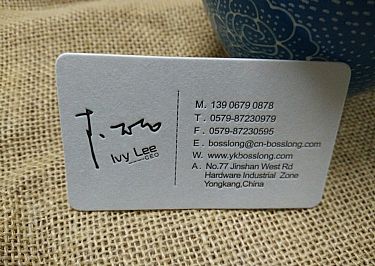 Ivy Lee
CEO
M. 139 0679 0878
T. 0579-87230979
F. 0579-87230595
E. bosslong@cn-bosslong.com
W. www.ykbosslong.com
A. No.77 Jinshan West Rd
Hardware Industrial Zone
Yongkang,China